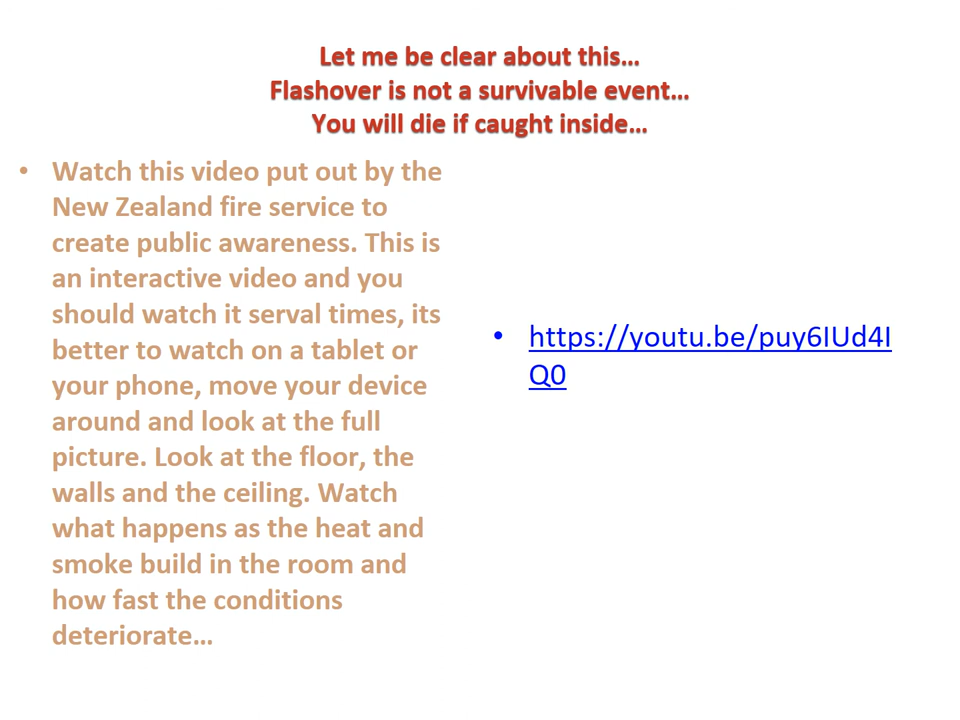 Let me be clear about this…
Flashover is not a survivable event…
You will die if caught inside…
• Watch this video put out by the
New Zealand fire service to
create public awareness. This is
an interactive video and you
should watch it serval times, its
better to watch on a tablet or
your phone, move your device
around and look at the full
picture. Look at the floor, the
walls and the ceiling. Watch
what happens as the heat and
smoke build in the room and
how fast the conditions
deteriorate…
• https://youtu.be/puy6IUd4I
Q0